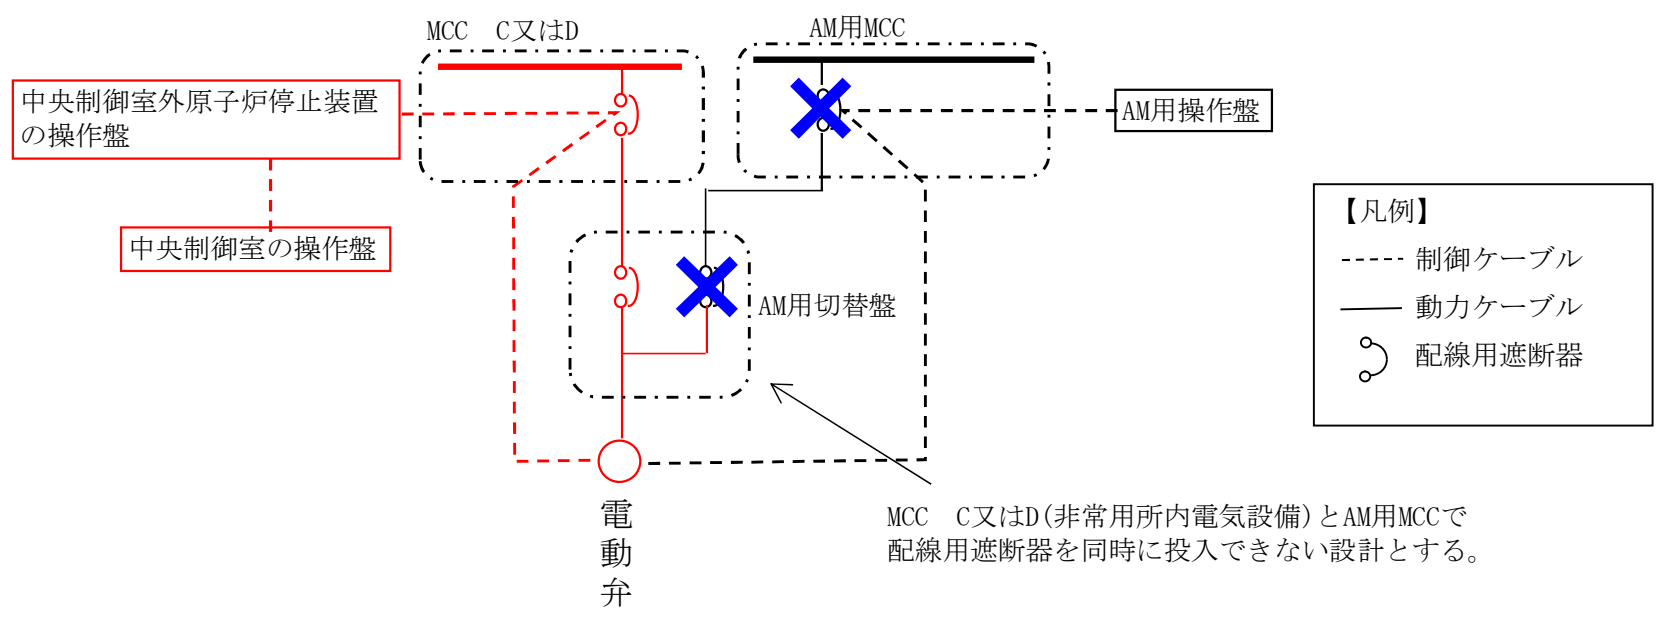 MCC　C又はD
AM用MCC
中央制御室外原子炉停止装置
の操作盤
AM用操作盤
中央制御室の操作盤
【凡例】
制御ケーブル
動力ケーブル
配線用遮断器
AM用切替盤
電動弁
MCC　C又はD(非常用所内電気設備)とAM用MCCで
配線用遮断器を同時に投入できない設計とする。